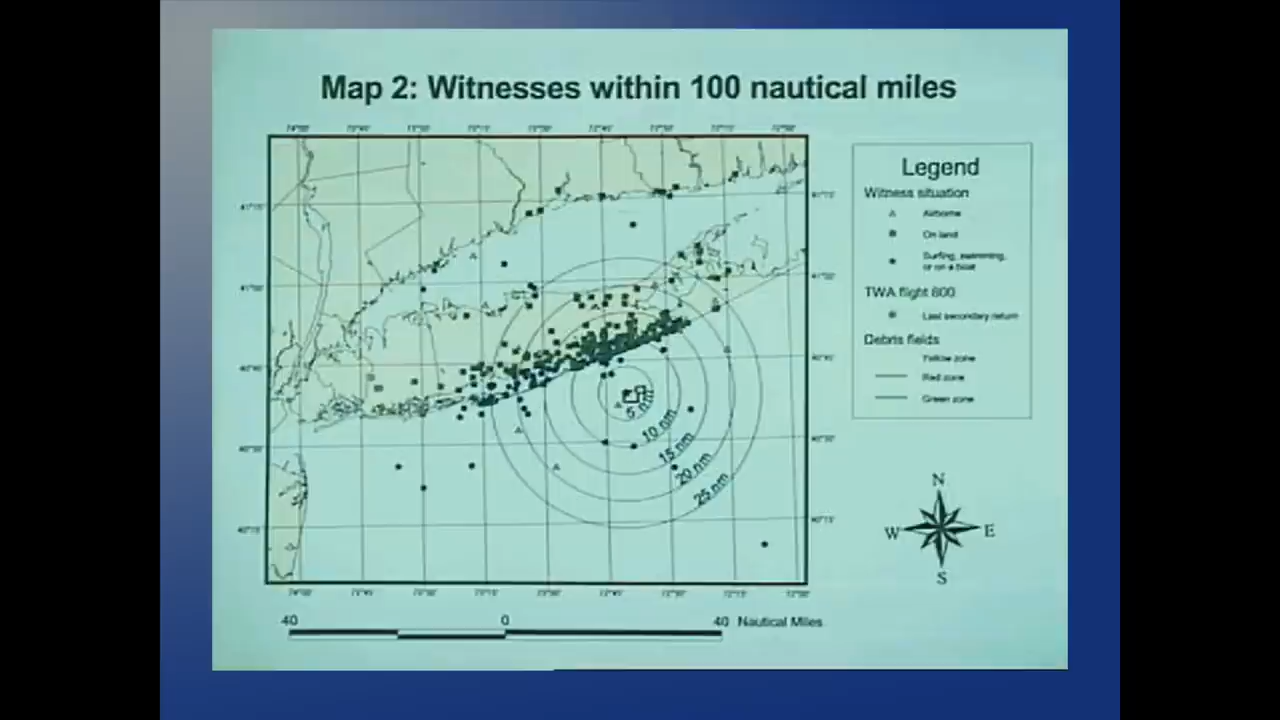 Map 2: Witnesses within 100 nautical miles
Legend
Witness situation
Airborne
On land
Surfing, swimming,
or on a boat
TWA flight 800
Last secondary return
Debris fields
Yellow zone
Red zone
Green zone
5 nm
10 nm
15 nm
20 nm
25 nm
N
W
E
S
40
0
40
Nautical Miles